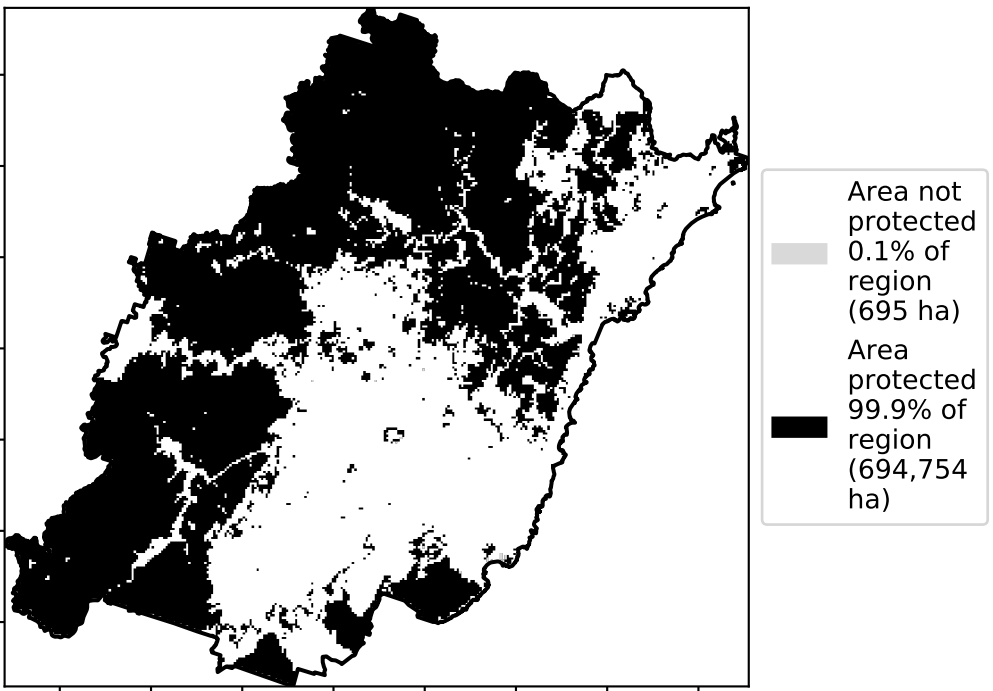 Area not
protected
0.1% of
region
(695 ha)
Area
protected
99.9% of
region
(694,754
ha)